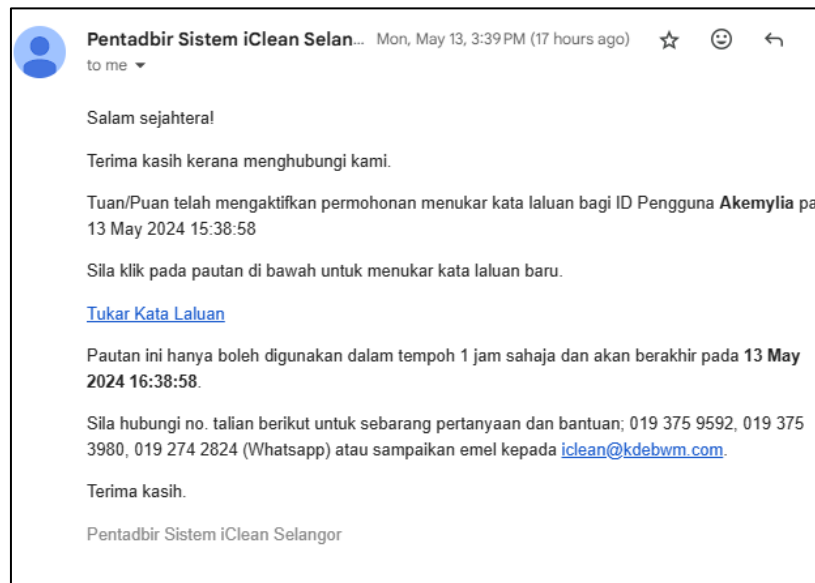 Pentadbir Sistem iClean Selan... Mon, May 13, 3:39 PM (17 hours ago)
to me
Salam sejahtera!
Terima kasih kerana menghubungi kami.
Tuan/Puan telah mengaktifkan permohonan menukar kata laluan bagi ID Pengguna Akemylia pa
13 May 2024 15:38:58
Sila klik pada pautan di bawah untuk menukar kata laluan baru.
Tukar Kata Laluan
Pautan ini hanya boleh digunakan dalam tempoh 1 jam sahaja dan akan berakhir pada 13 May
2024 16:38:58.
Sila hubungi no. talian berikut untuk sebarang pertanyaan dan bantuan; 019 375 9592, 019 375
3980, 019 274 2824 (Whatsapp) atau sampaikan emel kepada iclean@kdebwm.com.
Terima kasih.
Pentadbir Sistem iClean Selangor